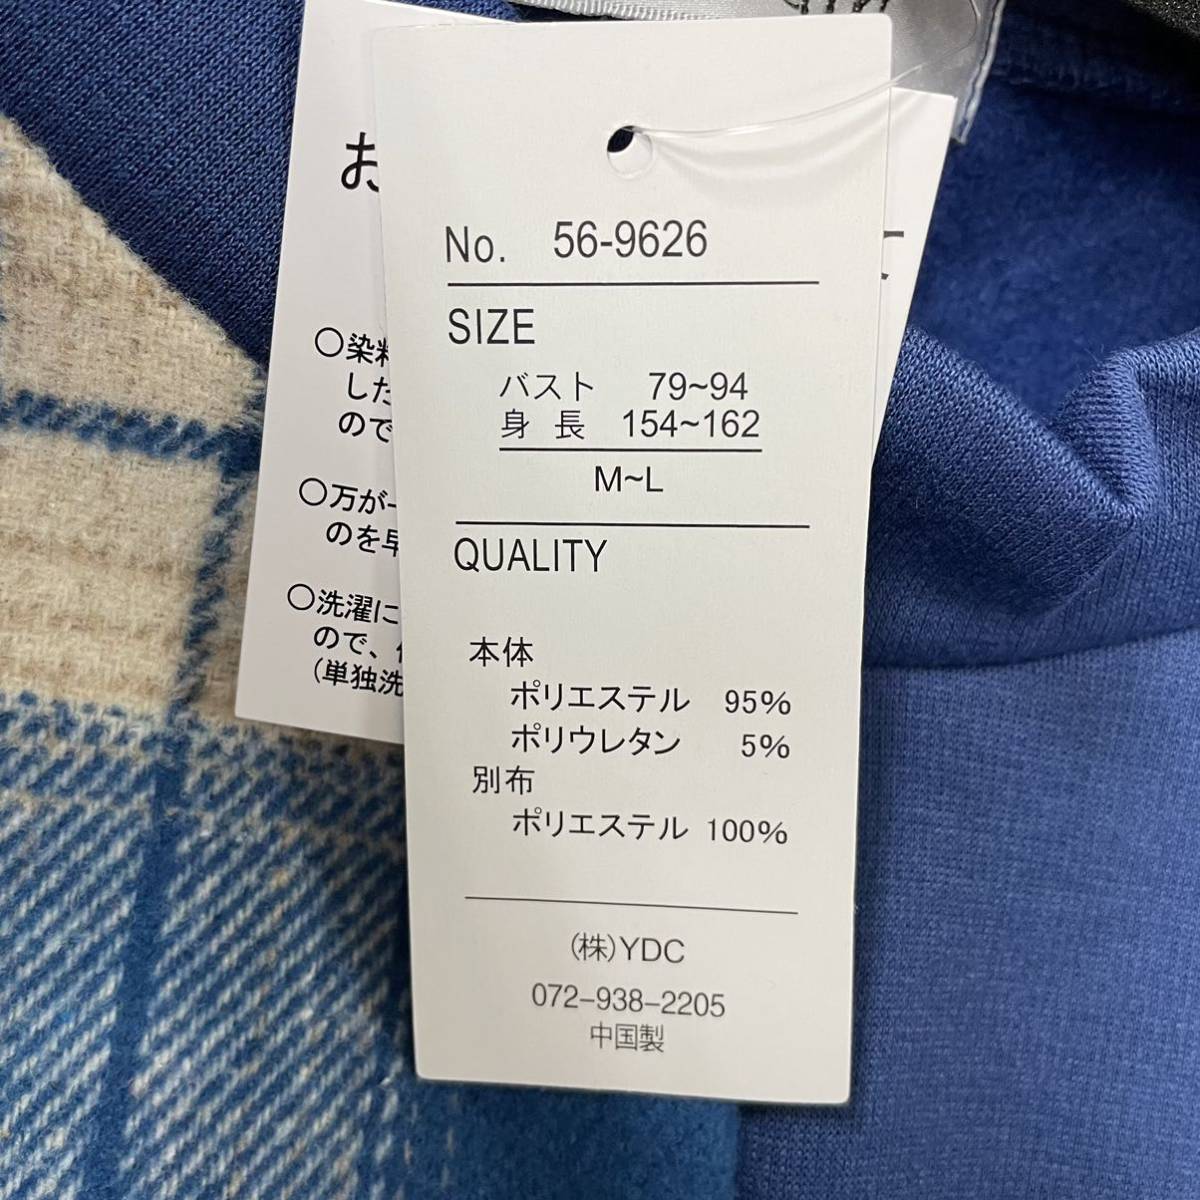 No. 56-9626
SIZE
バスト 79~94
身長 154~162
M~L
QUALITY
本体
ポリエステル 95%
ポリウレタン 5%
別布
ポリエステル 100%
(株)YDC
072-938-2205
中国製
お
○染料
した
ので
○万が一
のを早
○洗濯に
ので、
(単独洗